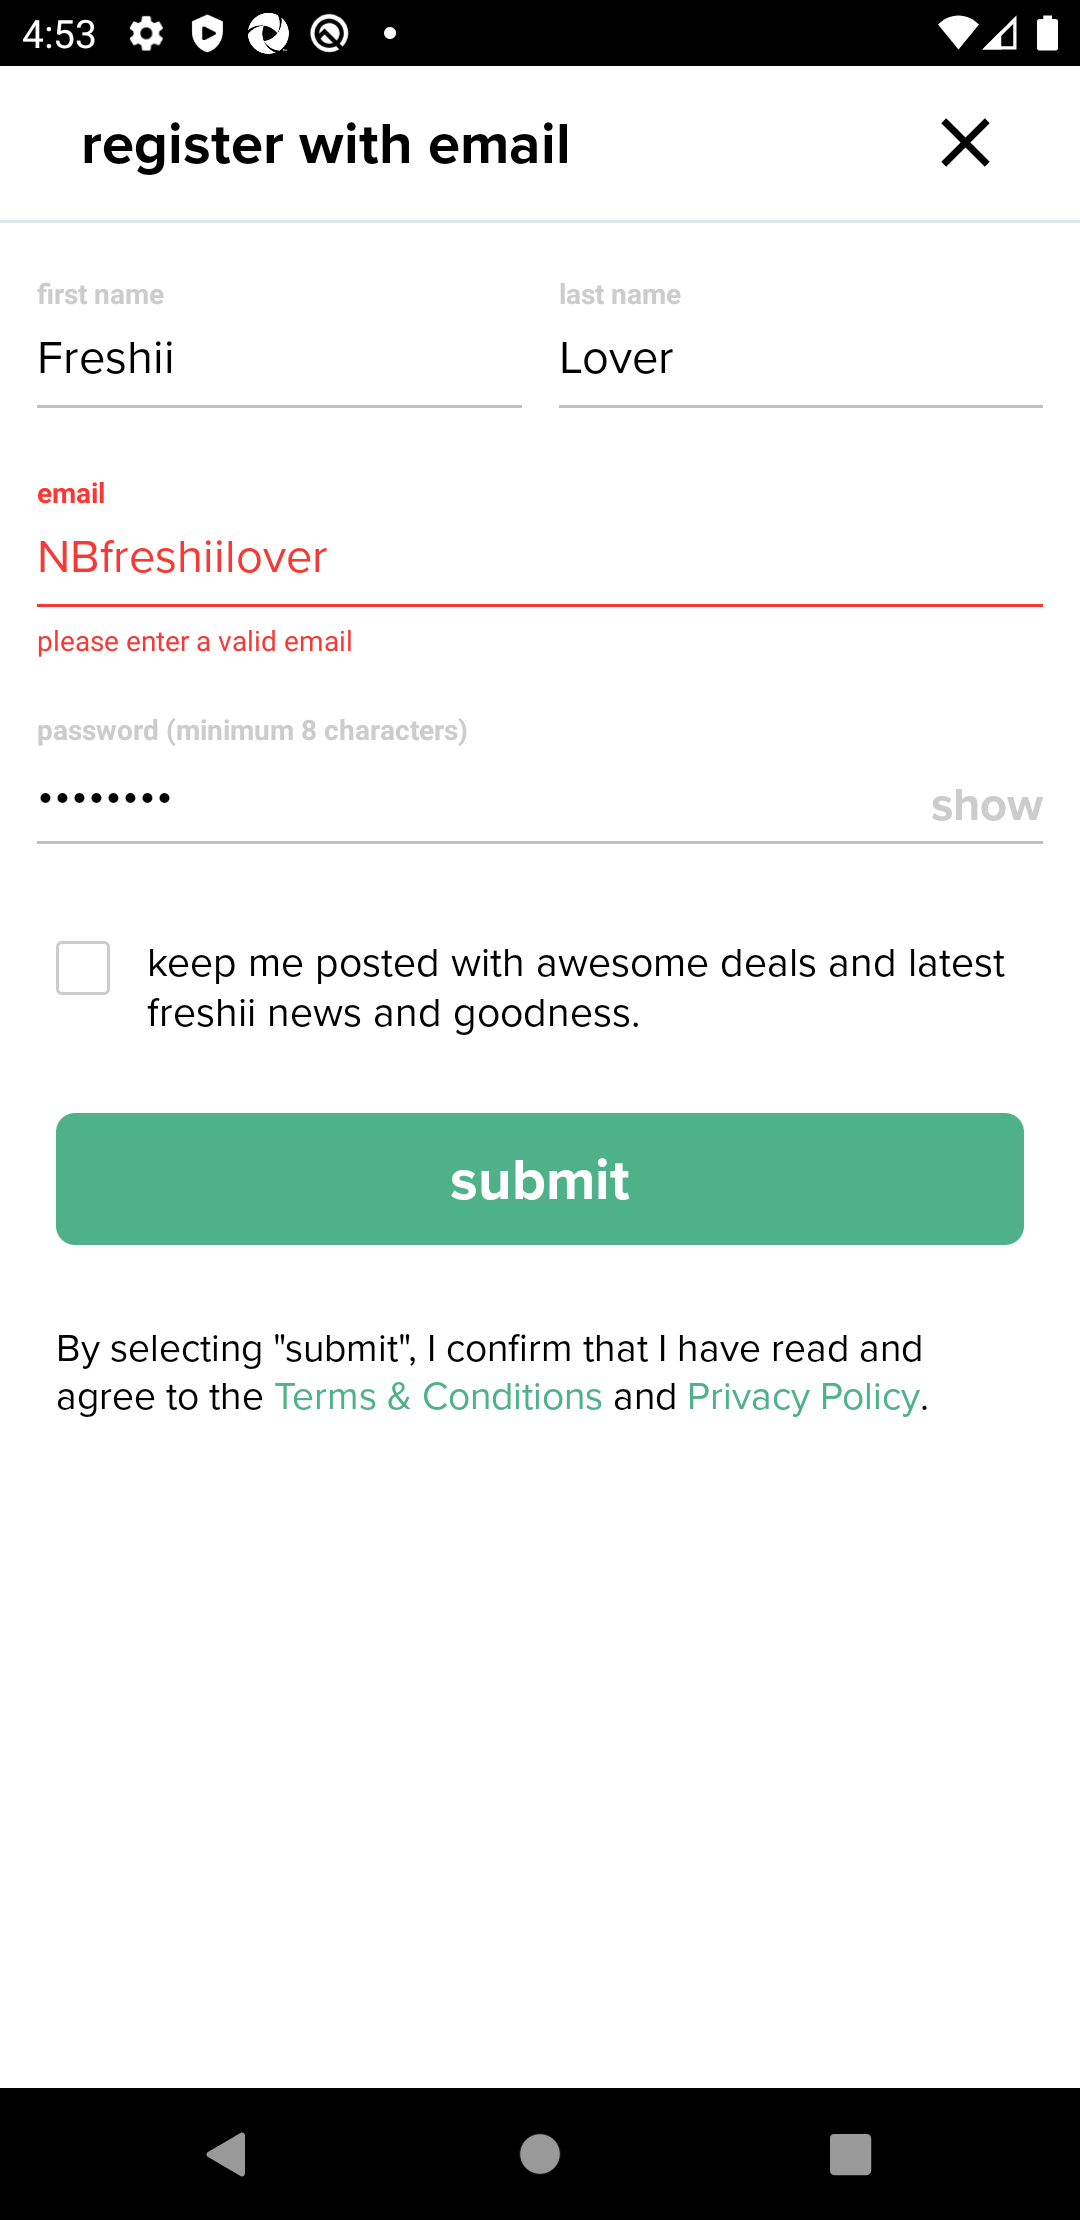 4:53
register with email
first name
last name
Freshii
Lover
email
NBfreshiilover
please enter a valid email
password (minimum 8 characters)
••••••••
show
keep me posted with awesome deals and latest
freshii news and goodness.
submit
By selecting "submit", I confirm that I have read and
agree to the Terms & Conditions and Privacy Policy.